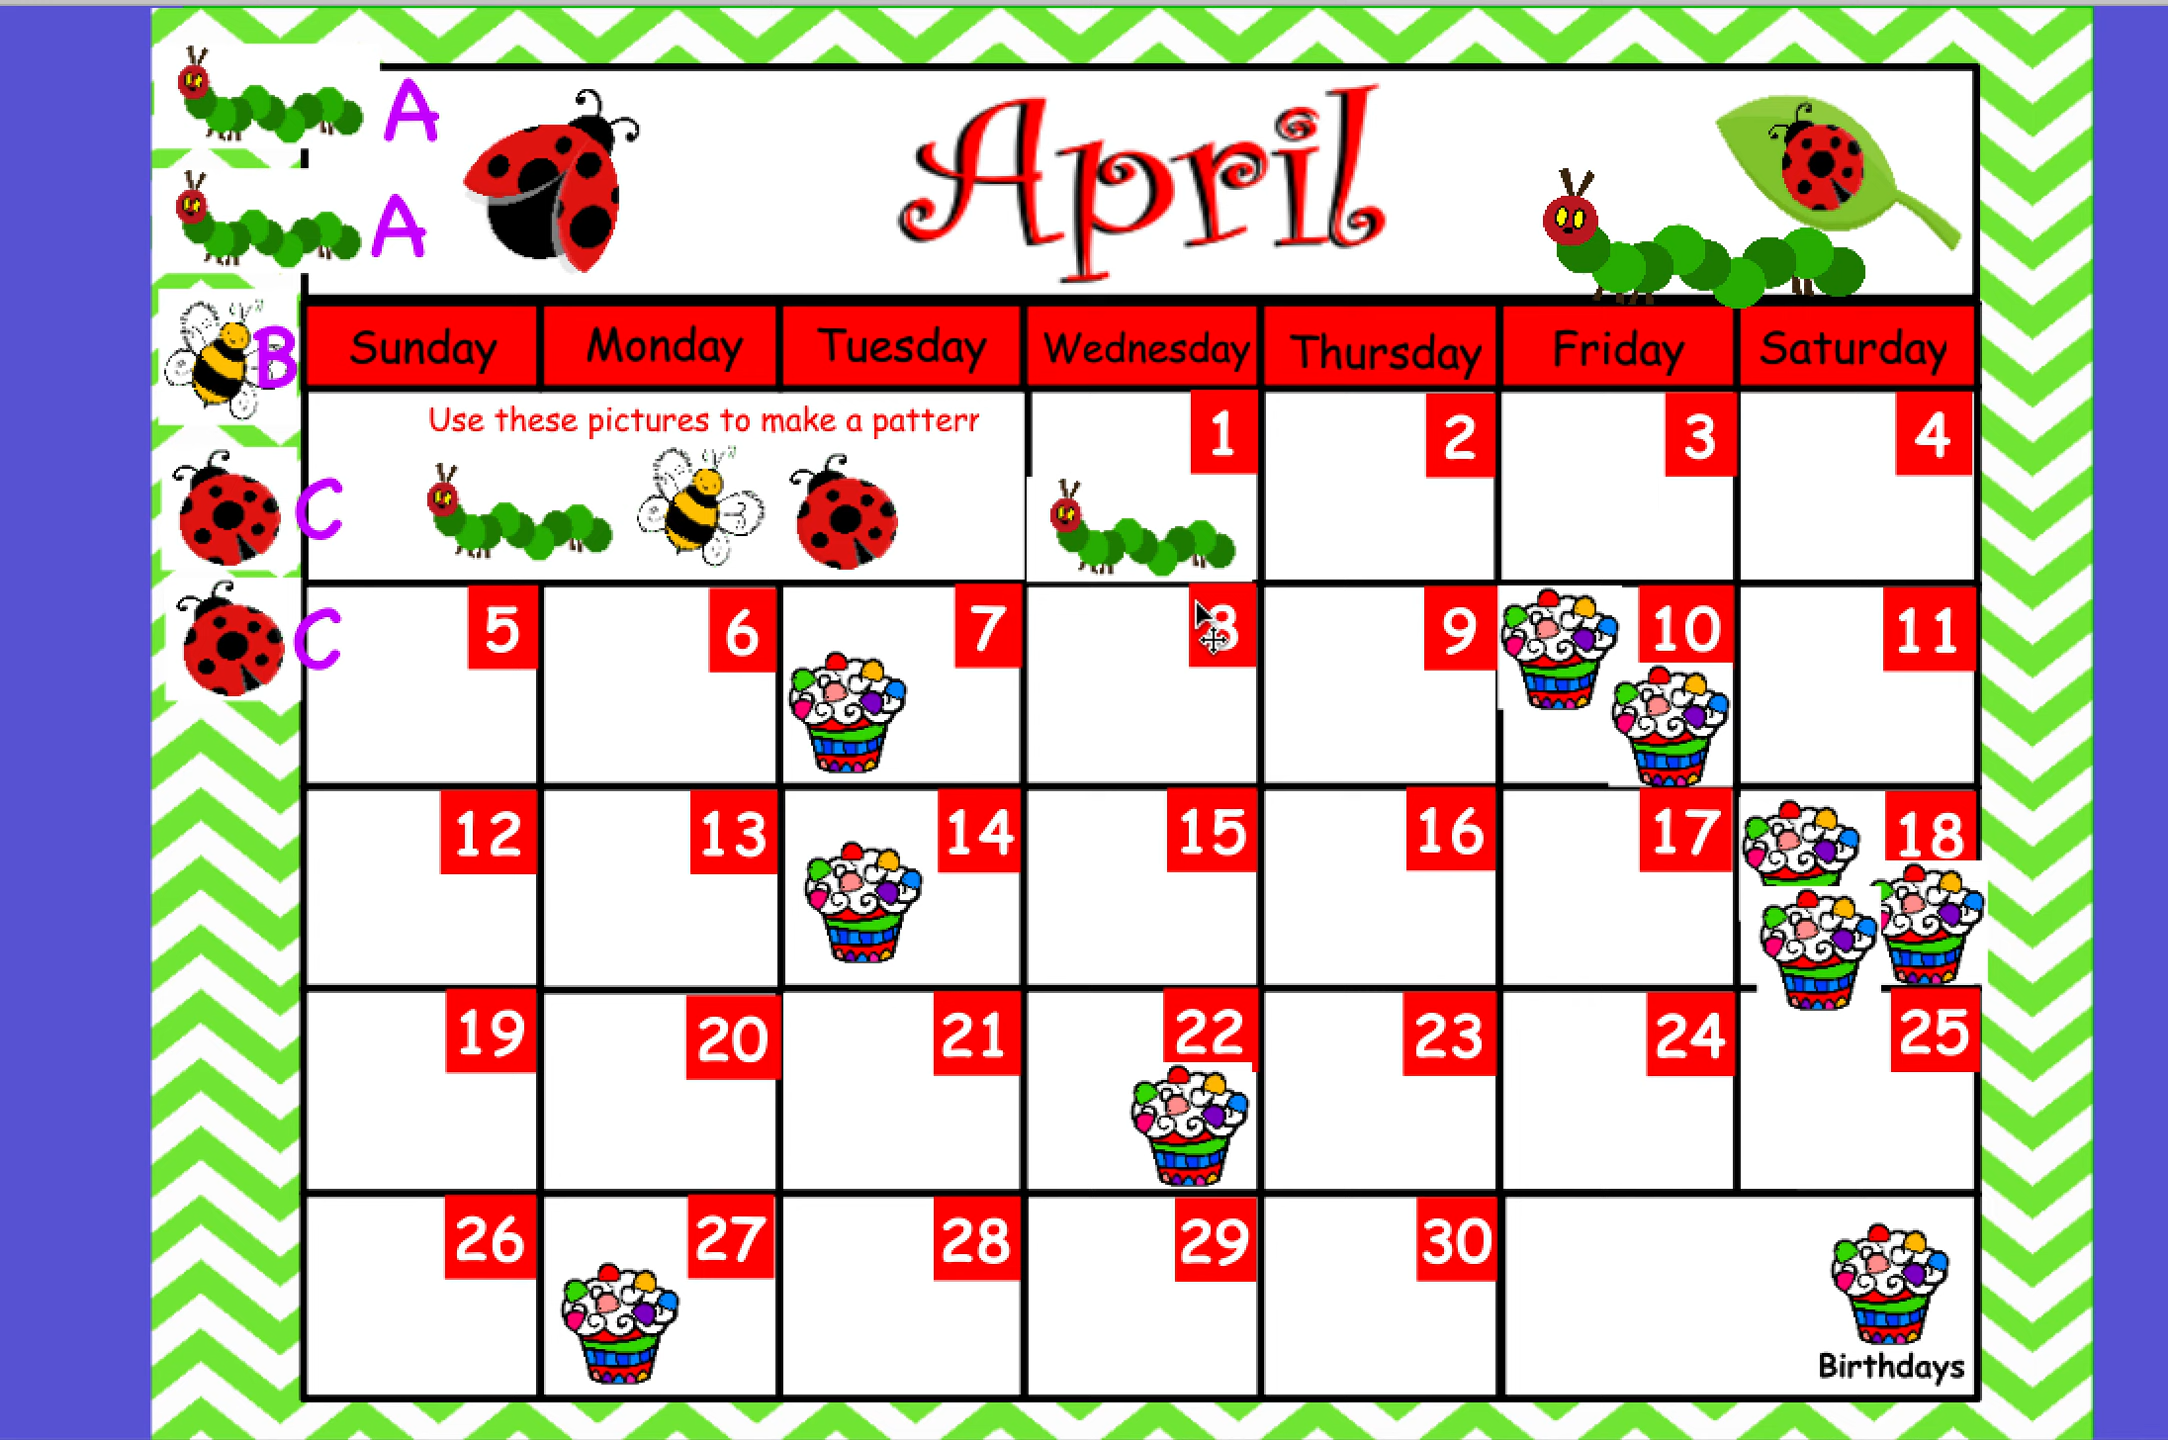 A
April
A
B
Sunday Monday Tuesday Wednesday Thursday Friday Saturday
Use these pictures to make a patterr
1 2 3 4
C
5 6 7 8 9 10 11
C
12 13 14 15 16 17 18
19 20 21 22 23 24 25
26 27 28 29 30
Birthdays